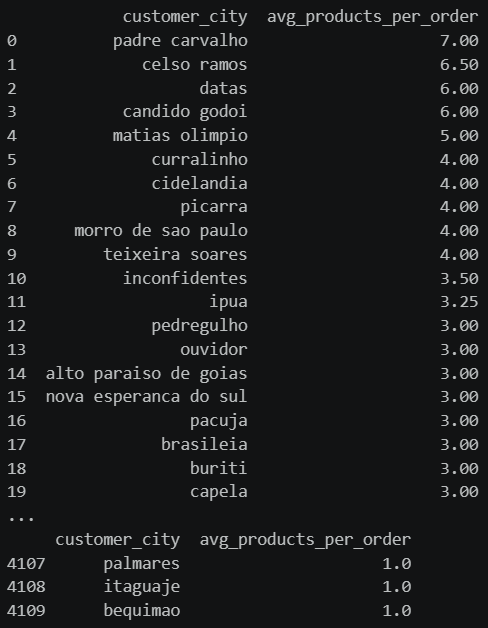 customer_city avg_products_per_order
0 padre carvalho 7.00
1 celso ramos 6.50
2 datas 6.00
3 candido godoi 6.00
4 matias olimpio 5.00
5 curralinho 4.00
6 cidelandia 4.00
7 picarra 4.00
8 morro de sao paulo 4.00
9 teixeira soares 4.00
10 inconfidentes 3.50
11 ipua 3.25
12 pedregulho 3.00
13 ouvidor 3.00
14 alto paraiso de goias 3.00
15 nova esperanca do sul 3.00
16 pacuja 3.00
17 brasileia 3.00
18 buriti 3.00
19 capela 3.00
...
customer_city avg_products_per_order
4107 palmares 1.0
4108 itaguaje 1.0
4109 bequimao 1.0